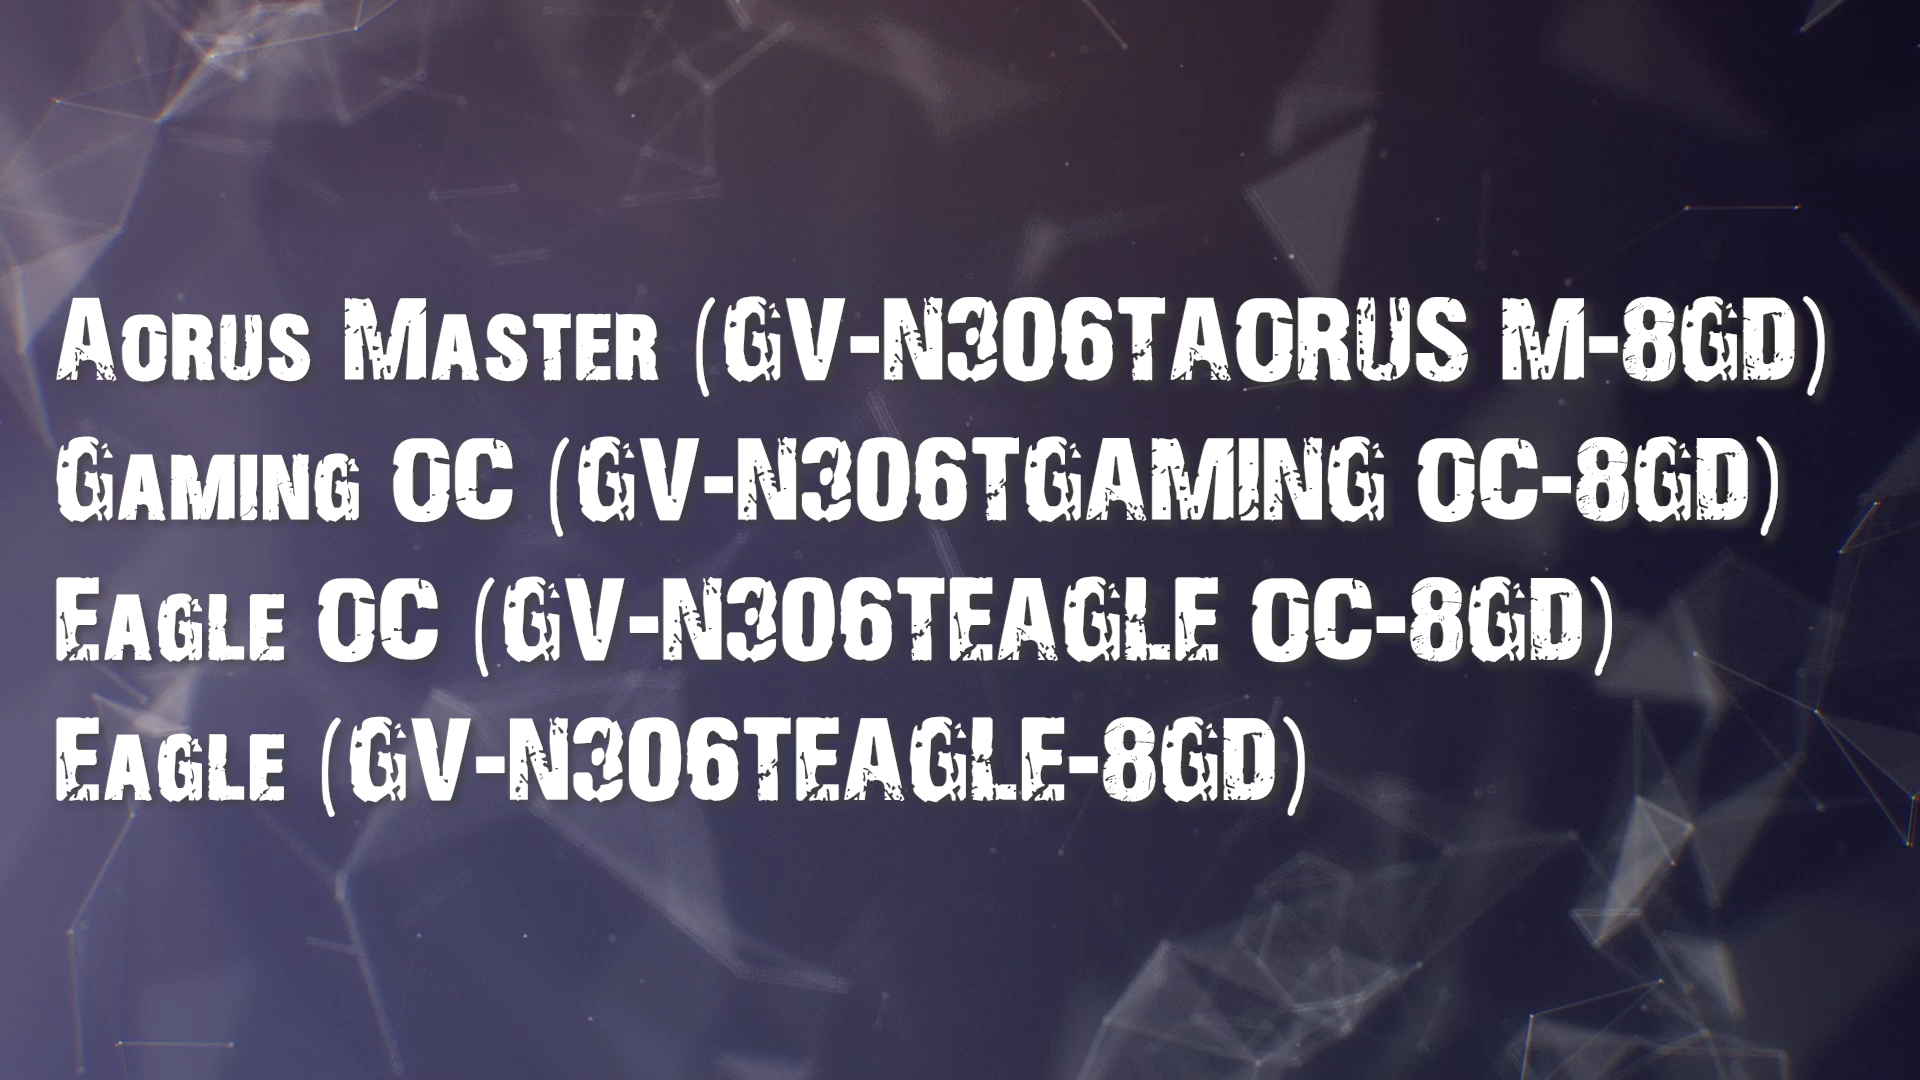 Aorus Master (GV-N306TAORUS M-8GD)
Gaming OC (GV-N306TGAMING OC-8GD)
Eagle OC (GV-N306TEAGLE OC-8GD)
Eagle (GV-N306TEAGLE-8GD)